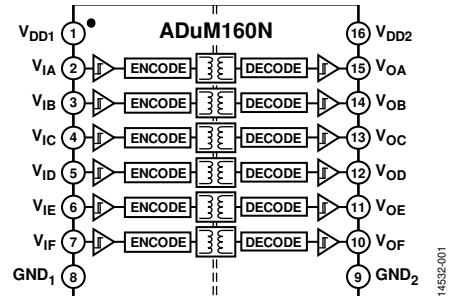 ADuM160N
VDD1 1 16 VDD2
VIA 2 ENCODE DECODE 15 VOA
VIB 3 ENCODE DECODE 14 VOB
VIC 4 ENCODE DECODE 13 VOC
VID 5 ENCODE DECODE 12 VOD
VIE 6 ENCODE DECODE 11 VOE
VIF 7 ENCODE DECODE 10 VOF
GND1 8 9 GND2
14532-001